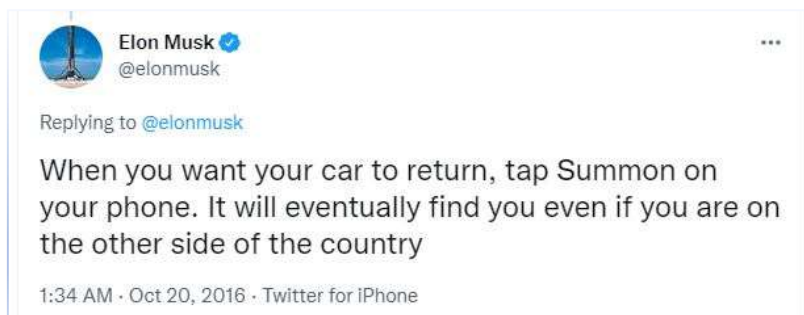 Elon Musk
@elonmusk
Replying to @elonmusk
When you want your car to return, tap Summon on
your phone. It will eventually find you even if you are on
the other side of the country
1:34 AM · Oct 20, 2016 · Twitter for iPhone